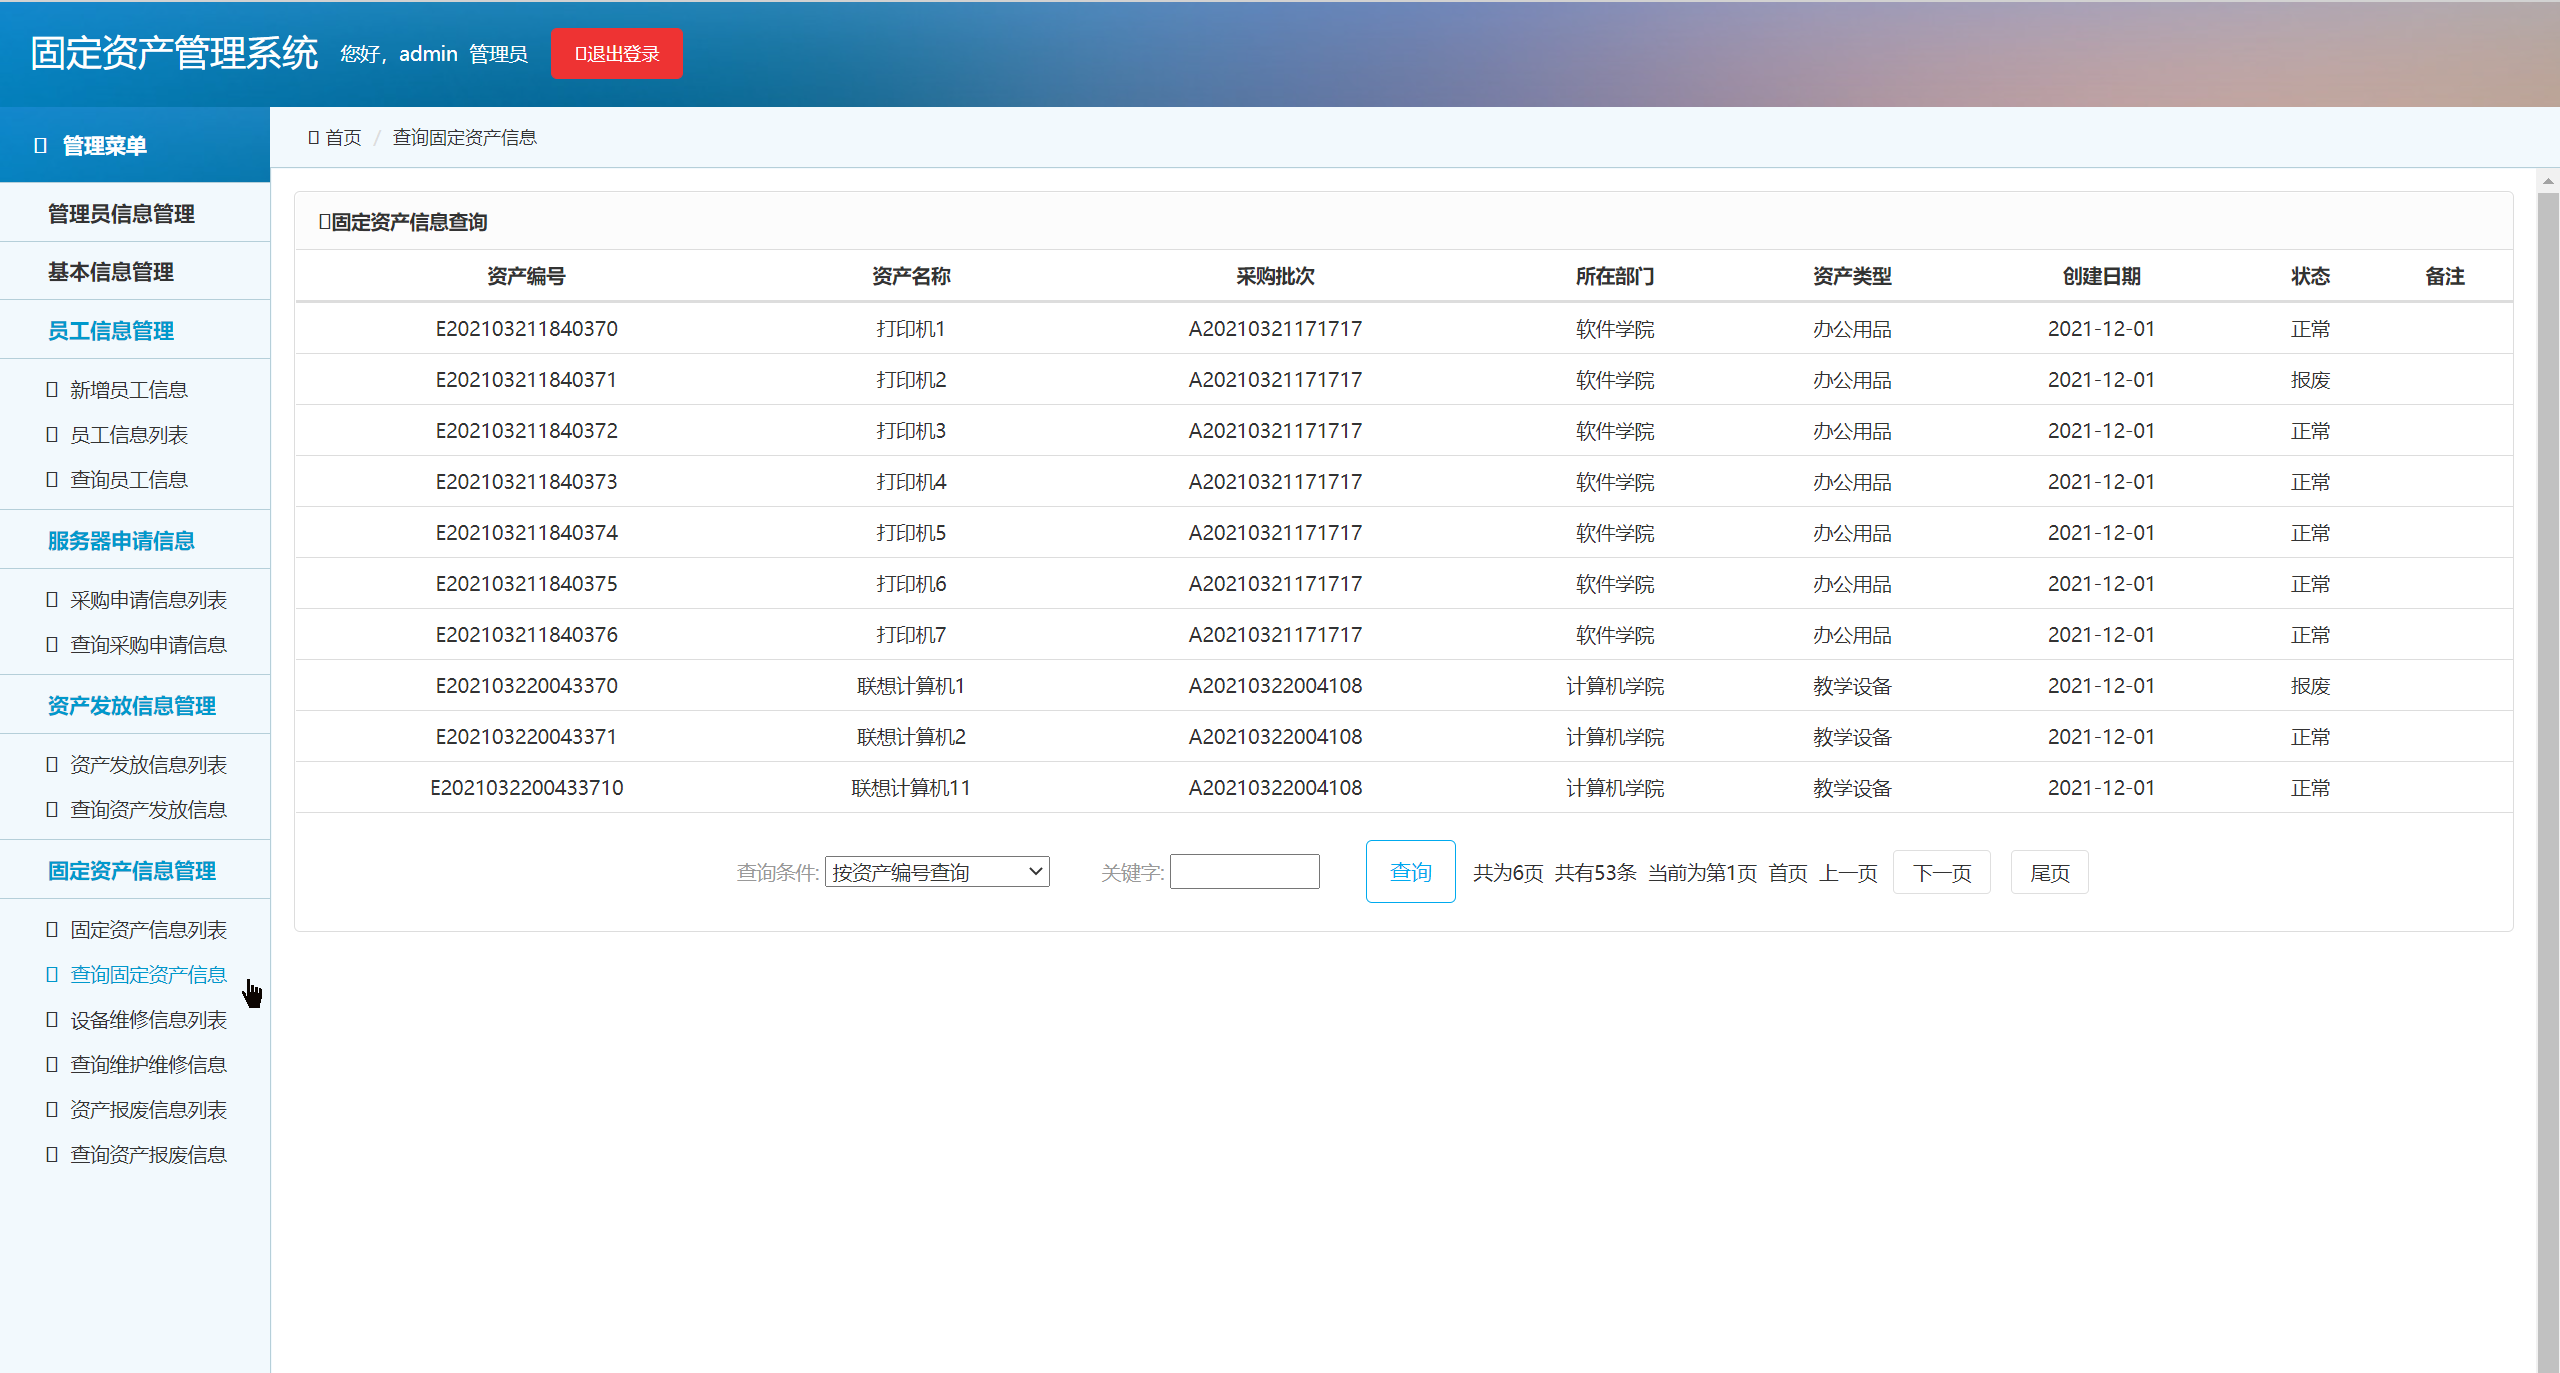 固定资产管理系统 您好，admin 管理员 退出登录
管理菜单
首页 / 查询固定资产信息
管理员信息管理
基本信息管理
员工信息管理
新增员工信息
员工信息列表
查询员工信息
服务器申请信息
采购申请信息列表
查询采购申请信息
资产发放信息管理
资产发放信息列表
查询资产发放信息
固定资产信息管理
固定资产信息列表
查询固定资产信息
设备维修信息列表
查询维护维修信息
资产报废信息列表
查询资产报废信息
固定资产信息查询
资产编号 资产名称 采购批次 所在部门 资产类型 创建日期 状态 备注
E202103211840370 打印机1 A20210321171717 软件学院 办公用品 2021-12-01 正常
E202103211840371 打印机2 A20210321171717 软件学院 办公用品 2021-12-01 报废
E202103211840372 打印机3 A20210321171717 软件学院 办公用品 2021-12-01 正常
E202103211840373 打印机4 A20210321171717 软件学院 办公用品 2021-12-01 正常
E202103211840374 打印机5 A20210321171717 软件学院 办公用品 2021-12-01 正常
E202103211840375 打印机6 A20210321171717 软件学院 办公用品 2021-12-01 正常
E202103211840376 打印机7 A20210321171717 软件学院 办公用品 2021-12-01 正常
E202103220043370 联想计算机1 A20210322004108 计算机学院 教学设备 2021-12-01 报废
E202103220043371 联想计算机2 A20210322004108 计算机学院 教学设备 2021-12-01 正常
E2021032200433710 联想计算机11 A20210322004108 计算机学院 教学设备 2021-12-01 正常
查询条件: 按资产编号查询 关键字: 查询 共为6页 共有53条 当前为第1页 首页 上一页 下一页 尾页